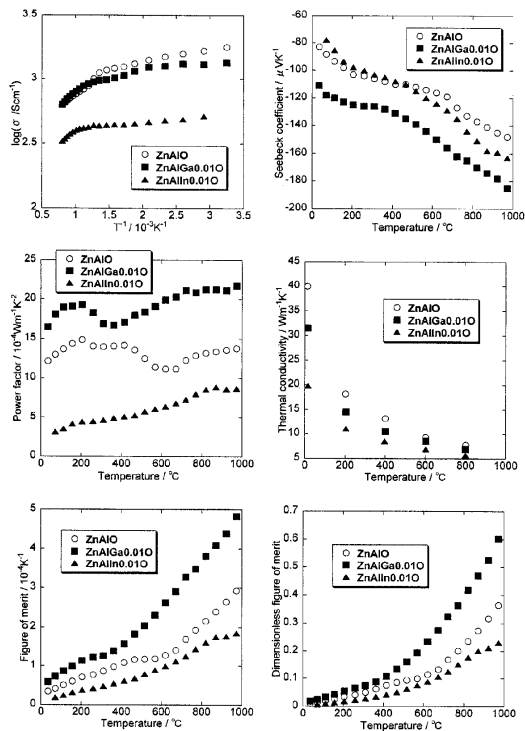 3.5
3
2.5
2
log(σ /Scm⁻¹)
ZnAlO
ZnAlGa0.01O
ZnAlIn0.01O
0.5 1 1.5 2 2.5 3 3.5
T⁻¹ / 10⁻³K⁻¹
-60
-80
-100
-120
-140
-160
-180
-200
Seebeck coefficient / μVK⁻¹
ZnAlO
ZnAlGa0.01O
ZnAlIn0.01O
0 200 400 600 800 1000
Temperature / °C
25
20
15
10
5
0
Power factor / 10⁻⁴Wm⁻¹K⁻²
ZnAlO
ZnAlGa0.01O
ZnAlIn0.01O
0 200 400 600 800 1000
Temperature / °C
45
40
35
30
25
20
15
10
5
Thermal conductivity / Wm⁻¹K⁻¹
ZnAlO
ZnAlGa0.01O
ZnAlIn0.01O
0 200 400 600 800 1000
Temperature / °C
5
4
3
2
1
0
Figure of merit / 10⁻⁴K⁻¹
ZnAlO
ZnAlGa0.01O
ZnAlIn0.01O
0 200 400 600 800 1000
Temperature / °C
0.7
0.6
0.5
0.4
0.3
0.2
0.1
0
Dimensionless figure of merit
ZnAlO
ZnAlGa0.01O
ZnAlIn0.01O
0 200 400 600 800 1000
Temperature / °C